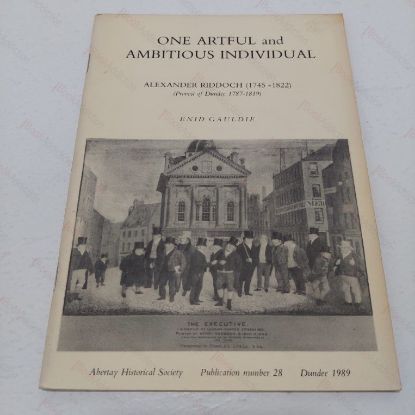 ONE ARTFUL and
AMBITIOUS INDIVIDUAL
ALEXANDER RIDDOCH (1745 -1822)
(Provost of Dundee 1787-1819)
ENID GAULDIE
THE EXECUTIVE.
Abertay Historical Society Publication number 28 Dundee 1989